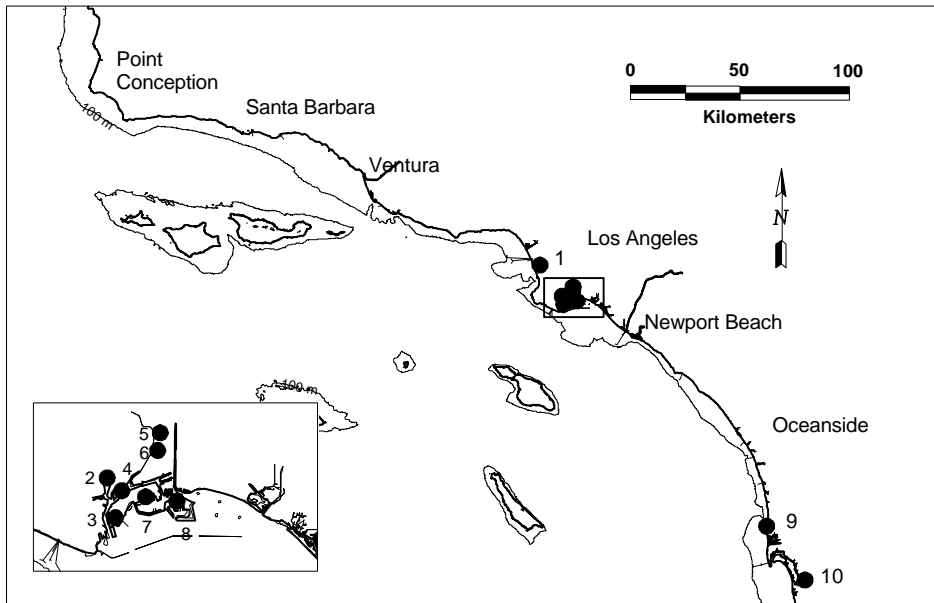 Point
Conception
0 50 100
Kilometers
100 m
Santa Barbara
Ventura
N
Los Angeles
1
Newport Beach
100 m
Oceanside
5
6
2 4
3
7
8
9
10